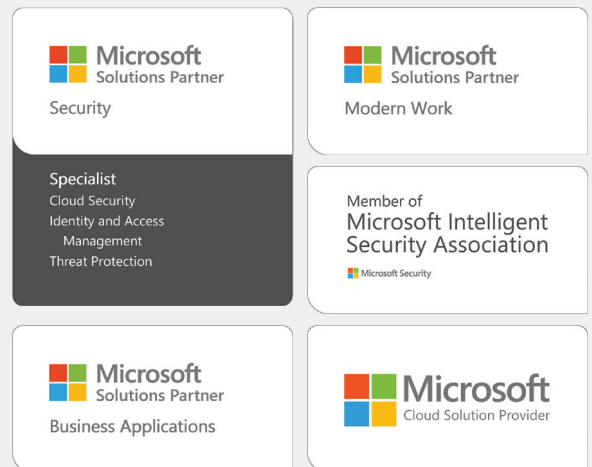 Microsoft
Solutions Partner
Security
Specialist
Cloud Security
Identity and Access
Management
Threat Protection
Microsoft
Solutions Partner
Modern Work
Member of
Microsoft Intelligent
Security Association
Microsoft Security
Microsoft
Solutions Partner
Business Applications
Microsoft
Cloud Solution Provider